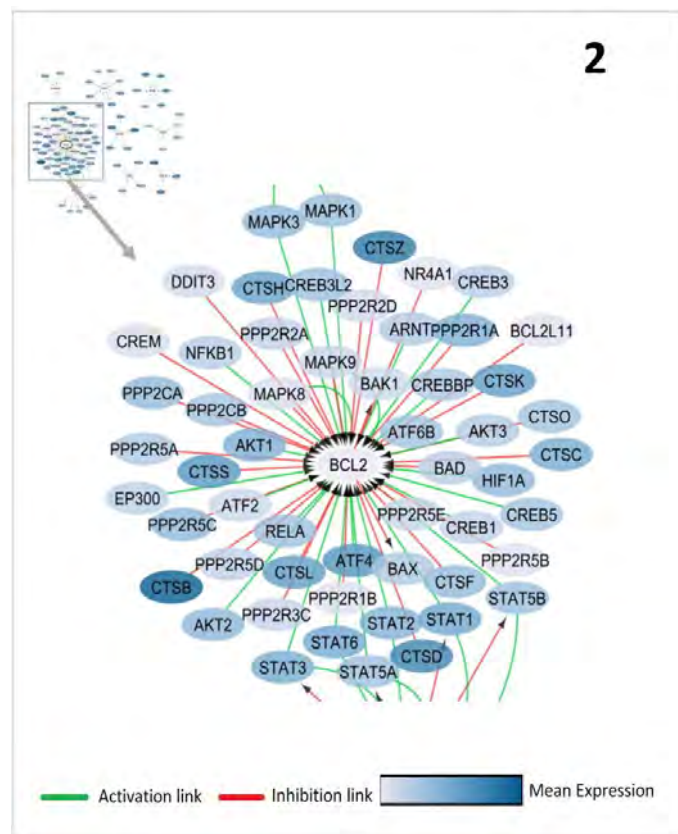 2
MAPK3
MAPK1
CTSZ
DDIT3
CTSH
CREB3L2
NR4A1
CREB3
PPP2R2D
PPP2R2A
ARNT
PPP2R1A
BCL2L11
CREM
NFKB1
MAPK9
MAPK8
BAK1
CREBBP
CTSK
PPP2CA
PPP2CB
ATF6B
AKT3
CTSO
PPP2R5A
AKT1
BCL2
BAD
CTSC
CTSS
HIF1A
EP300
ATF2
PPP2R5E
CREB5
PPP2R5C
RELA
CREB1
PPP2R5D
CTSL
ATF4
BAX
CTSF
PPP2R5B
CTSB
PPP2R3C
PPP2R1B
STAT5B
AKT2
STAT6
STAT2
STAT1
STAT3
STAT5A
CTSD
Activation link
Inhibition link
Mean Expression